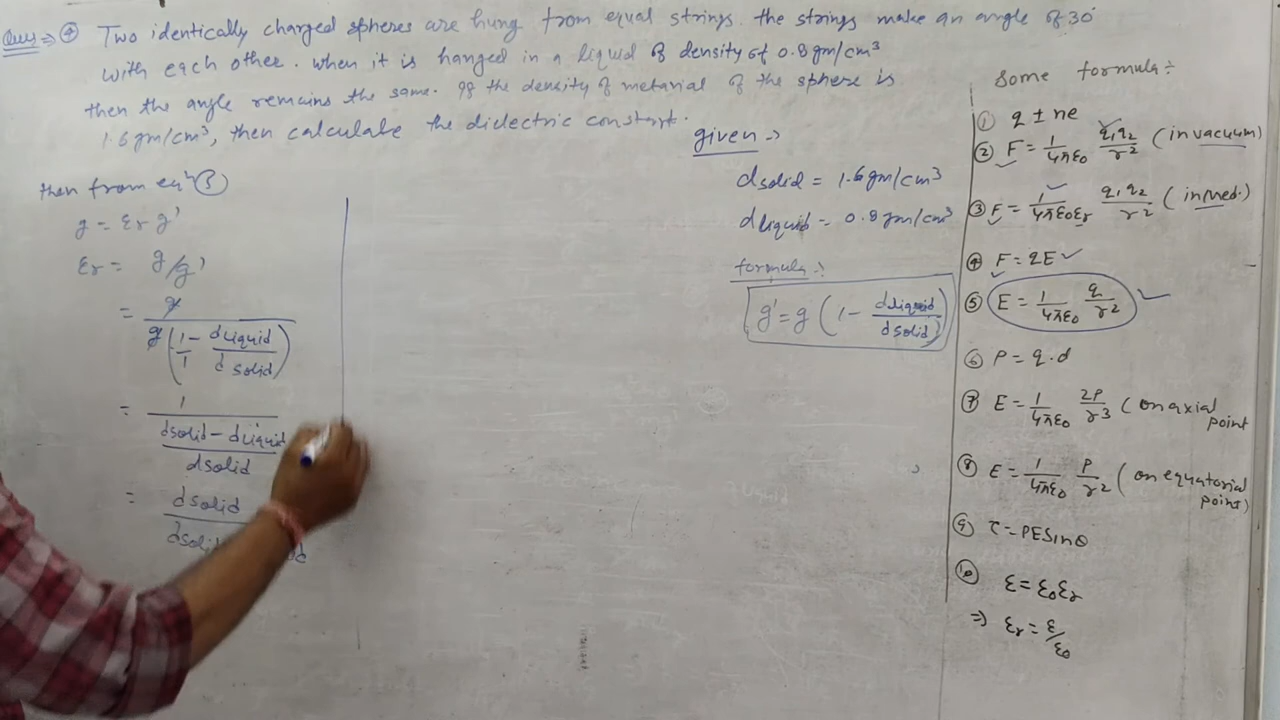 Ques ⇒ ④ Two identically charged spheres are hung from equal strings. the strings make an angle of 30°
with each other. when it is hanged in a liquid of density of 0.8 gm/cm³
then the angle remains the same. If the density of metarial of the sphere is
1.6 gm/cm³, then calculate the dielectric constant.
then from eqⁿ (3)
g = εr g'
εr = g/g'
= g / g (1/1 - dliquid/dsolid)
= 1 / (dsolid - dliquid / dsolid)
= dsolid
given →
dsolid = 1.6 gm/cm³
dliquid = 0.8 gm/cm³
formula :-
g' = g (1 - dliquid/dsolid)
Some formula :-
① q ± ne
② F = 1/4πε₀ q₁q₂/r² (in vacuum)
③ F = 1/4πε₀εr q₁q₂/r² (in Med.)
④ F = qE
⑤ E = 1/4πε₀ q/r²
⑥ P = q.d
⑦ E = 1/4πε₀ 2P/r³ (on axial point
⑧ E = 1/4πε₀ P/r² (on equatorial point)
⑨ τ = PE Sinθ
⑩ ε = ε₀εr
⇒ εr = ε/ε₀